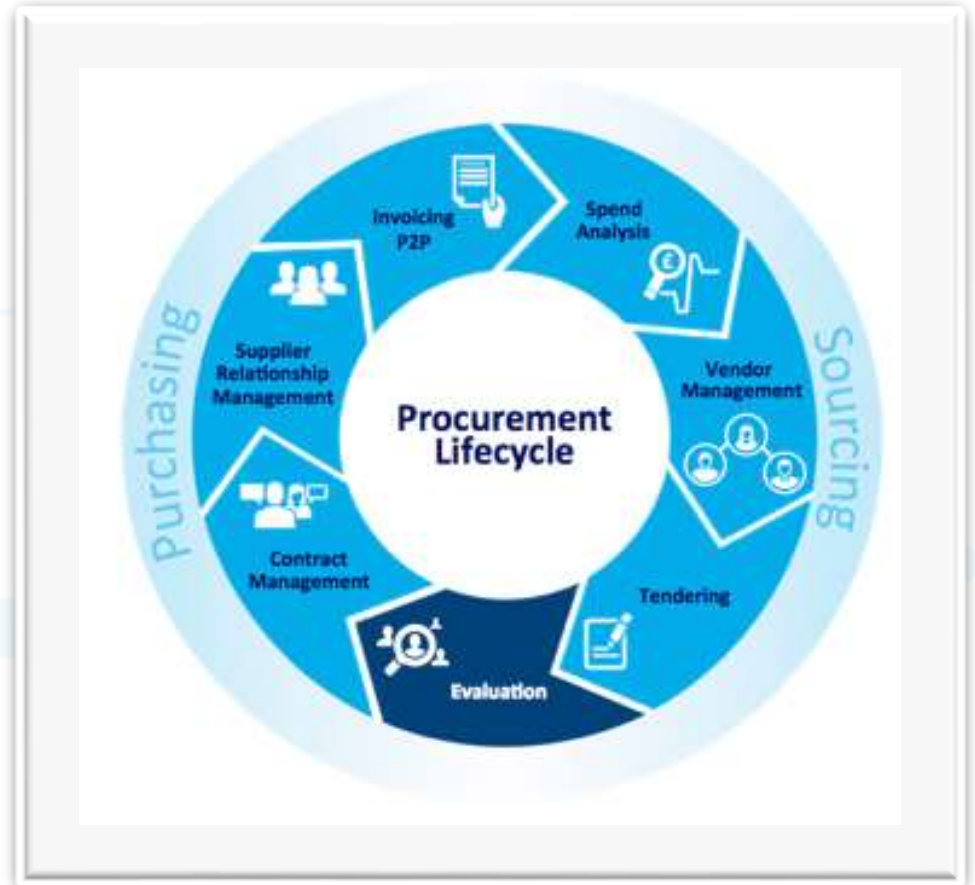 Procurement
Lifecycle
Spend
Analysis
€
Vendor
Management
Tendering
Evaluation
Contract
Management
Supplier
Relationship
Management
Invoicing
P2P
Sourcing
Purchasing